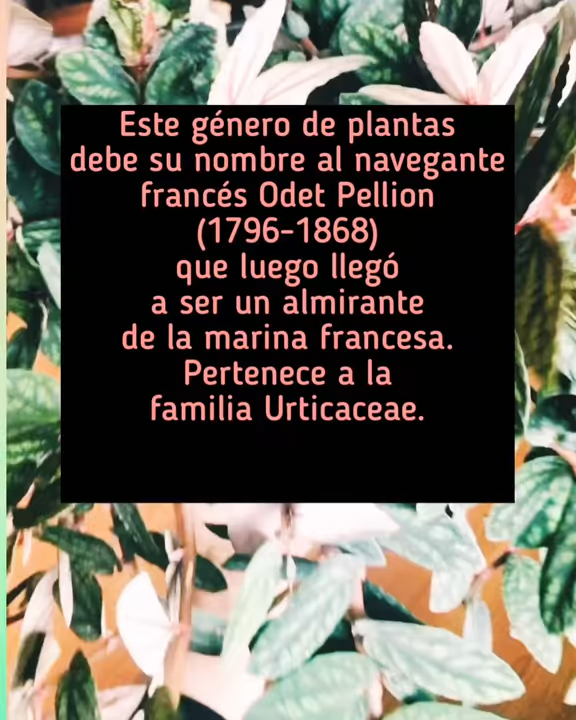 Este género de plantas
debe su nombre al navegante
francés Odet Pellion
(1796-1868)
que luego llegó
a ser un almirante
de la marina francesa.
Pertenece a la
familia Urticaceae.